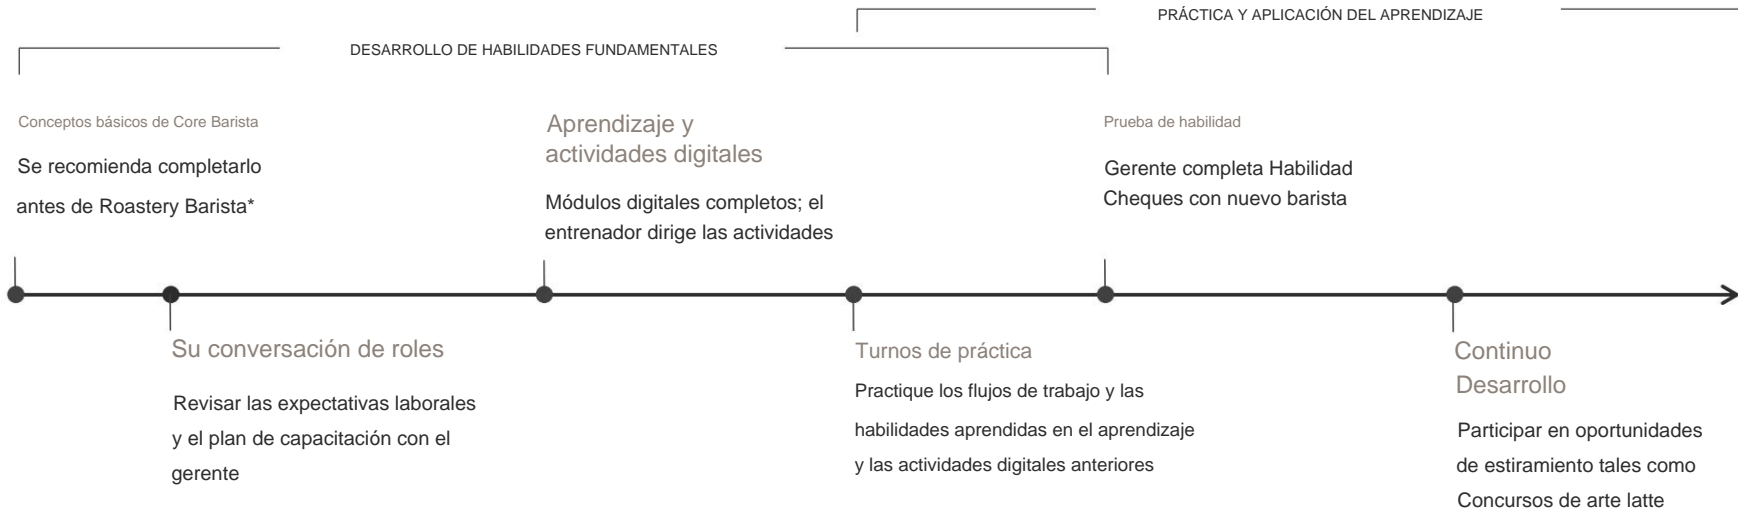 PRÁCTICA Y APLICACIÓN DEL APRENDIZAJE
DESARROLLO DE HABILIDADES FUNDAMENTALES
Conceptos básicos de Core Barista
Se recomienda completarlo
antes de Roastery Barista*
Su conversación de roles
Revisar las expectativas laborales
y el plan de capacitación con el
gerente
Aprendizaje y
actividades digitales
Módulos digitales completos; el
entrenador dirige las actividades
Turnos de práctica
Practique los flujos de trabajo y las
habilidades aprendidas en el aprendizaje
y las actividades digitales anteriores
Prueba de habilidad
Gerente completa Habilidad
Cheques con nuevo barista
Continuo
Desarrollo
Participar en oportunidades
de estiramiento tales como
Concursos de arte latte